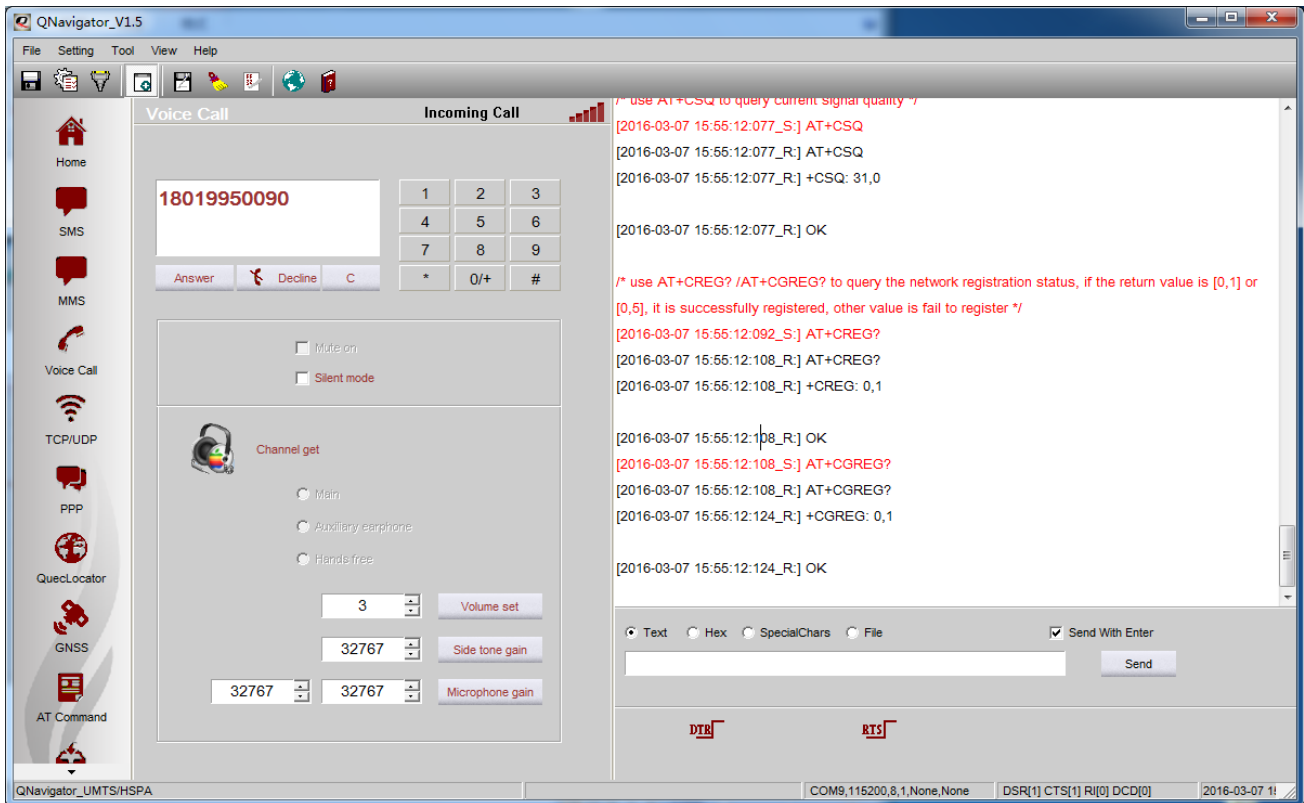 QNavigator_V1.5
File Setting Tool View Help
Home
SMS
MMS
Voice Call
TCP/UDP
PPP
QuecLocator
GNSS
AT Command
Voice Call Incoming Call
18019950090
1 2 3
4 5 6
7 8 9
* 0/+ #
Answer Decline C
Mute on
Silent mode
Channel get
Main
Auxiliary earphone
Hands free
3 Volume set
32767 Side tone gain
32767 32767 Microphone gain
/* use AT+CSQ to query current signal quality */
[2016-03-07 15:55:12:077_S:] AT+CSQ
[2016-03-07 15:55:12:077_R:] AT+CSQ
[2016-03-07 15:55:12:077_R:] +CSQ: 31,0
[2016-03-07 15:55:12:077_R:] OK
/* use AT+CREG? /AT+CGREG? to query the network registration status, if the return value is [0,1] or
[0,5], it is successfully registered, other value is fail to register */
[2016-03-07 15:55:12:092_S:] AT+CREG?
[2016-03-07 15:55:12:108_R:] AT+CREG?
[2016-03-07 15:55:12:108_R:] +CREG: 0,1
[2016-03-07 15:55:12:108_R:] OK
[2016-03-07 15:55:12:108_S:] AT+CGREG?
[2016-03-07 15:55:12:108_R:] AT+CGREG?
[2016-03-07 15:55:12:124_R:] +CGREG: 0,1
[2016-03-07 15:55:12:124_R:] OK
Text Hex SpecialChars File Send With Enter
Send
DTR RTS
QNavigator_UMTS/HSPA COM9,115200,8,1,None,None DSR[1] CTS[1] RI[0] DCD[0] 2016-03-07